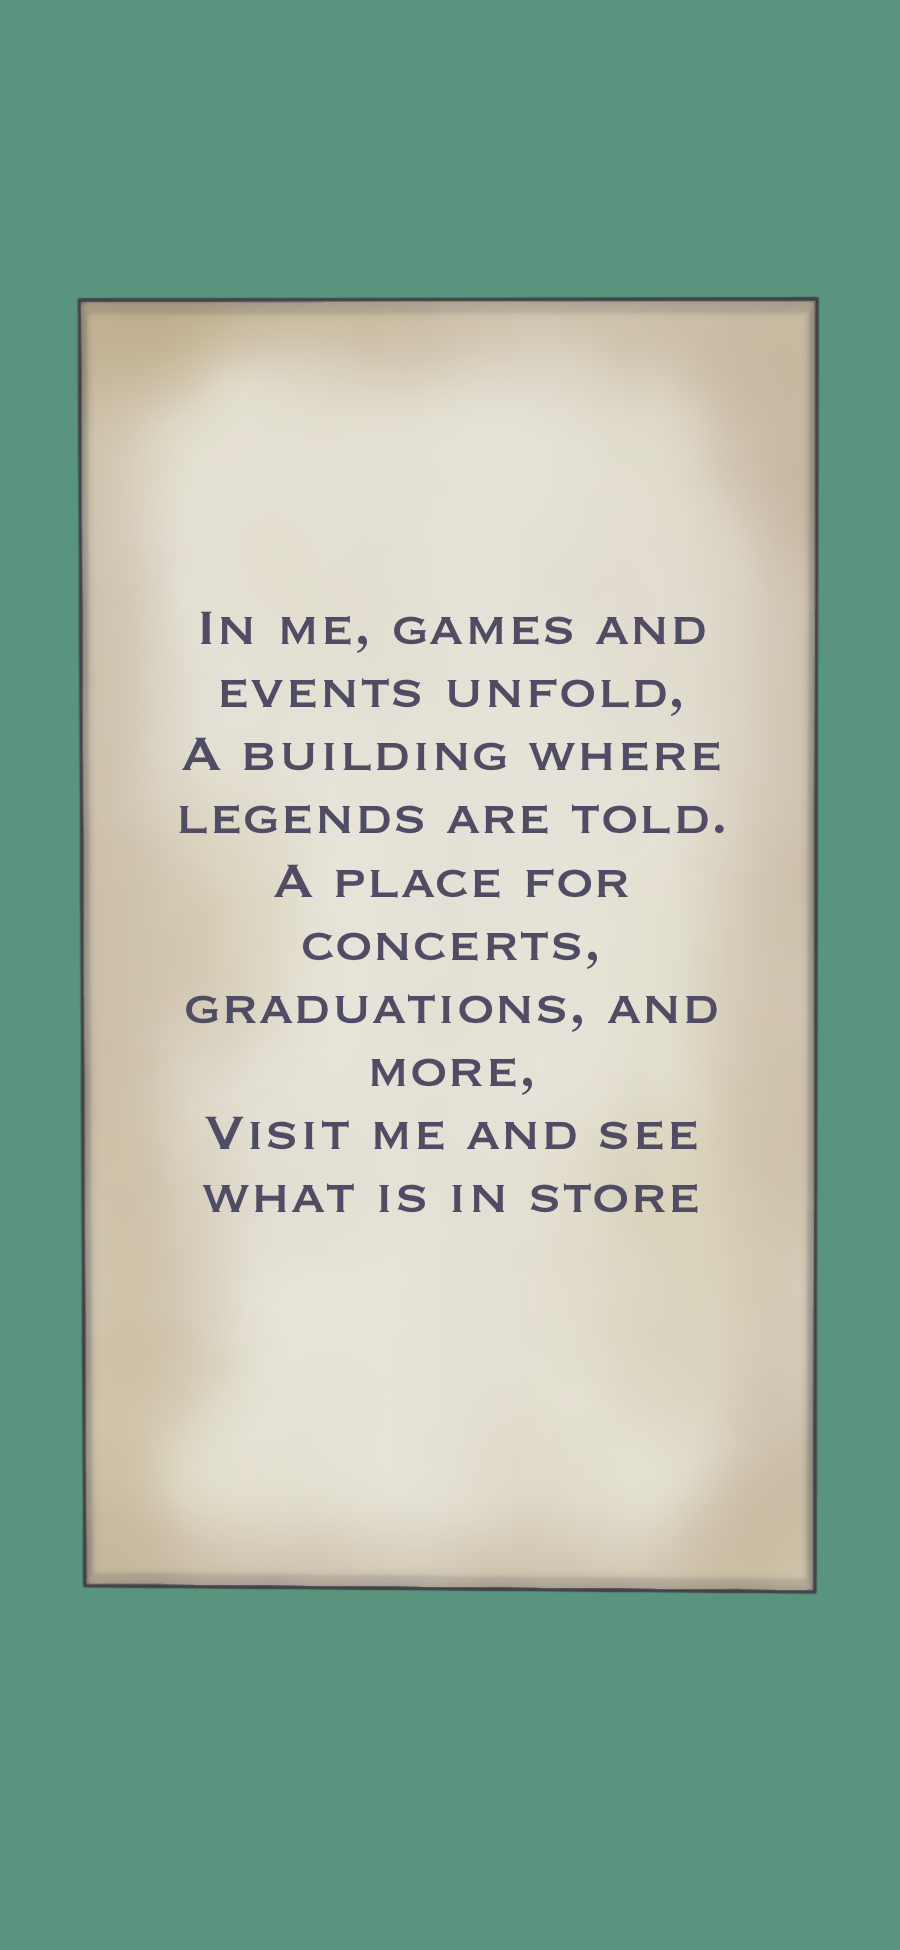 In me, games and
events unfold,
A building where
legends are told.
A place for
concerts,
graduations, and
more,
Visit me and see
what is in store